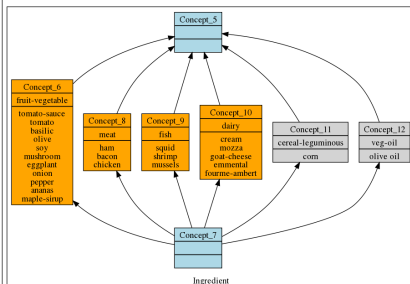 Concept_5
Concept_6
fruit-vegetable
tomato-sauce
tomato
basilic
olive
soy
mushroom
eggplant
onion
pepper
ananas
maple-sirup
Concept_8
meat
ham
bacon
chicken
Concept_9
fish
squid
shrimp
mussels
Concept_10
dairy
cream
mozza
goat-cheese
emmental
fourme-ambert
Concept_11
cereal-leguminous
corn
Concept_12
veg-oil
olive oil
Concept_7
Ingredient